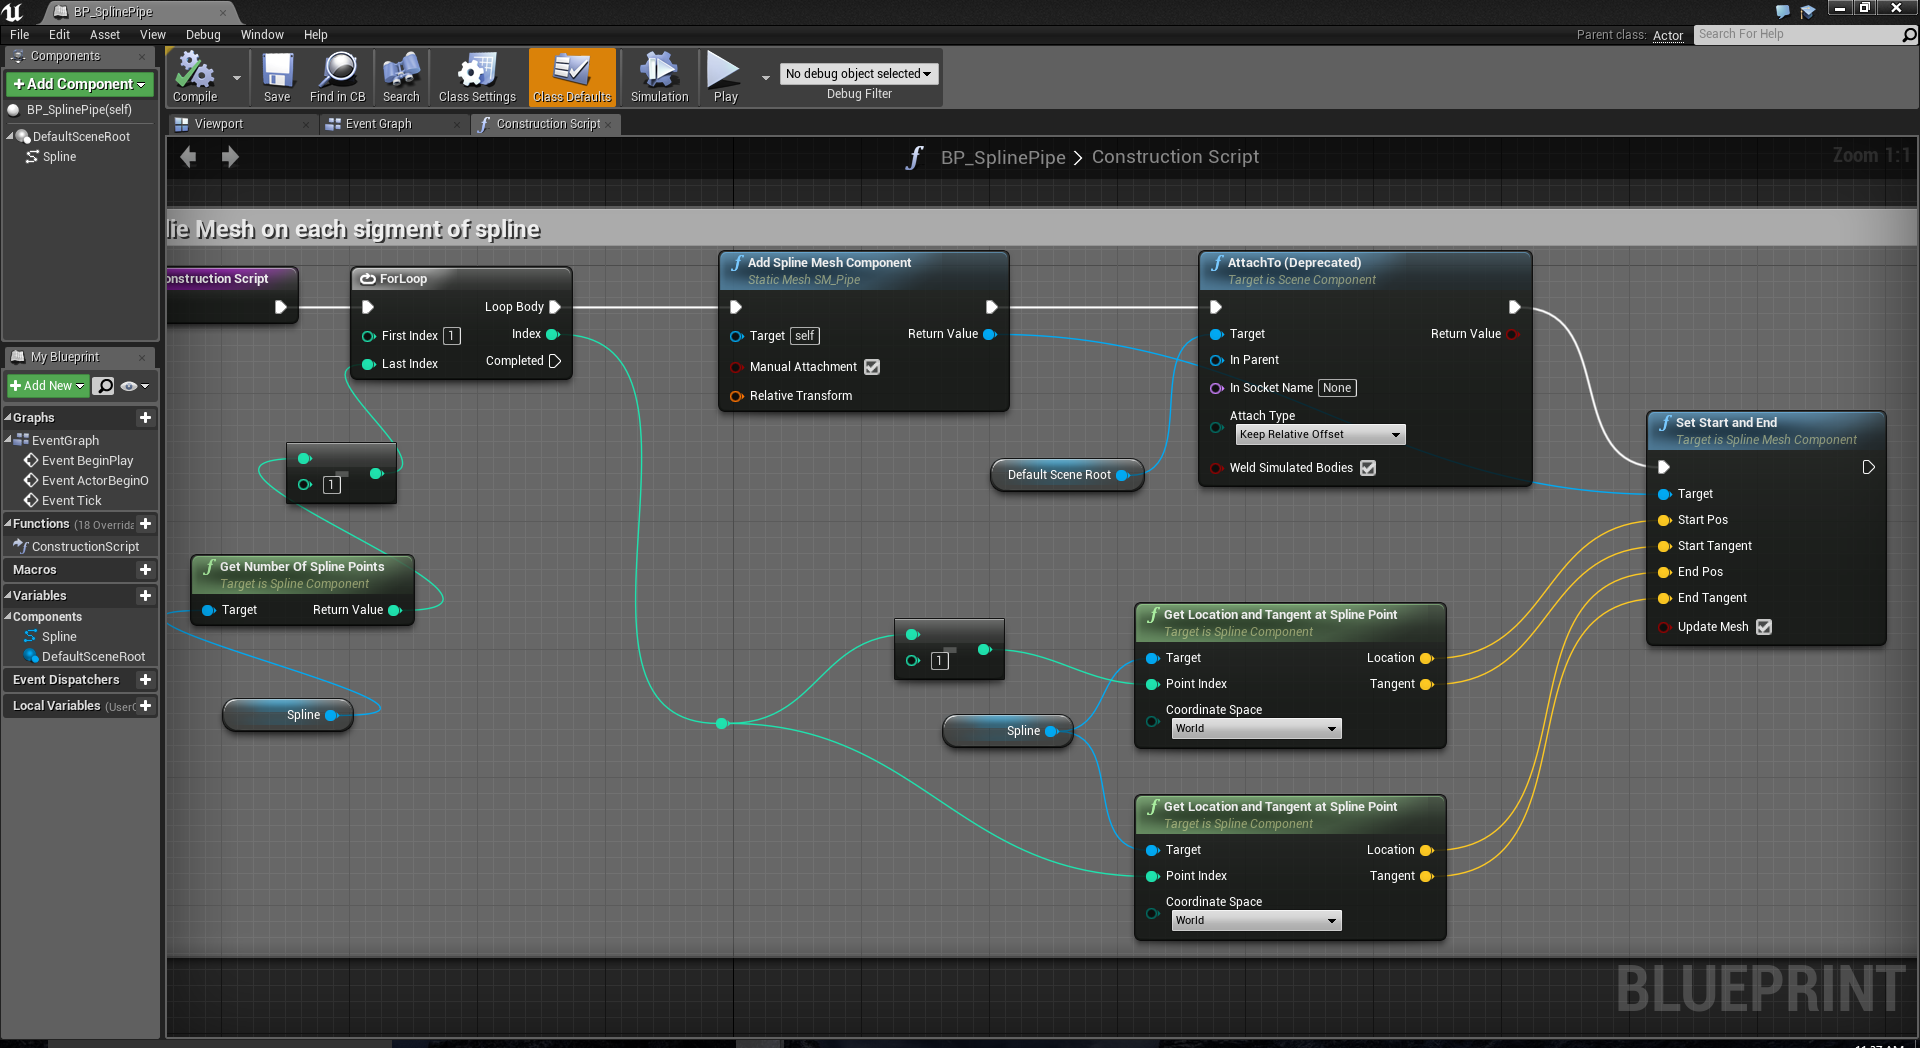 BP_SplinePipe
File Edit Asset View Debug Window Help
Parent class: Actor
Search For Help
Components
+ Add Component
BP_SplinePipe(self)
DefaultSceneRoot
Spline
Compile
Save
Find in CB
Search
Class Settings
Class Defaults
Simulation
Play
No debug object selected
Debug Filter
Viewport
Event Graph
Construction Script
BP_SplinePipe > Construction Script
Zoom 1:1
My Blueprint
+ Add New
Graphs
EventGraph
Event BeginPlay
Event ActorBeginO
Event Tick
Functions (18 Overrida
ConstructionScript
Macros
Variables
Components
Spline
DefaultSceneRoot
Event Dispatchers
Local Variables (UserC
lie Mesh on each sigment of spline
onstruction Script
ForLoop
Loop Body
First Index 1
Index
Last Index
Completed
1
Get Number Of Spline Points
Target is Spline Component
Target
Return Value
Spline
Add Spline Mesh Component
Static Mesh SM_Pipe
Target self
Return Value
Manual Attachment
Relative Transform
Default Scene Root
AttachTo (Deprecated)
Target is Scene Component
Target
Return Value
In Parent
In Socket Name None
Attach Type
Keep Relative Offset
Weld Simulated Bodies
Set Start and End
Target is Spline Mesh Component
Target
Start Pos
Start Tangent
End Pos
End Tangent
Update Mesh
1
Spline
Get Location and Tangent at Spline Point
Target is Spline Component
Target
Location
Point Index
Tangent
Coordinate Space
World
Get Location and Tangent at Spline Point
Target is Spline Component
Target
Location
Point Index
Tangent
Coordinate Space
World
BLUEPRINT